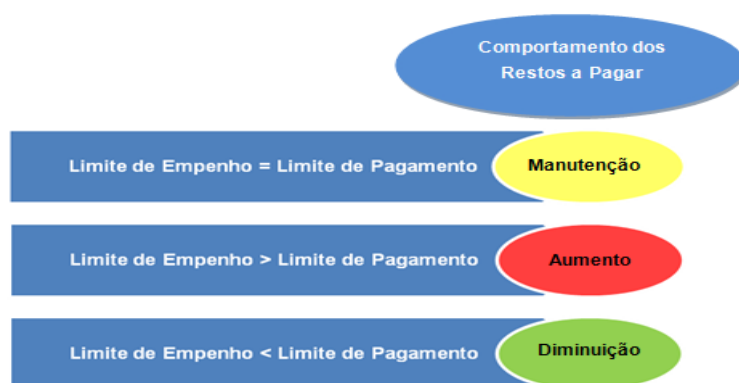 Comportamento dos
Restos a Pagar
Limite de Empenho = Limite de Pagamento
Manutenção
Limite de Empenho > Limite de Pagamento
Aumento
Limite de Empenho < Limite de Pagamento
Diminuição